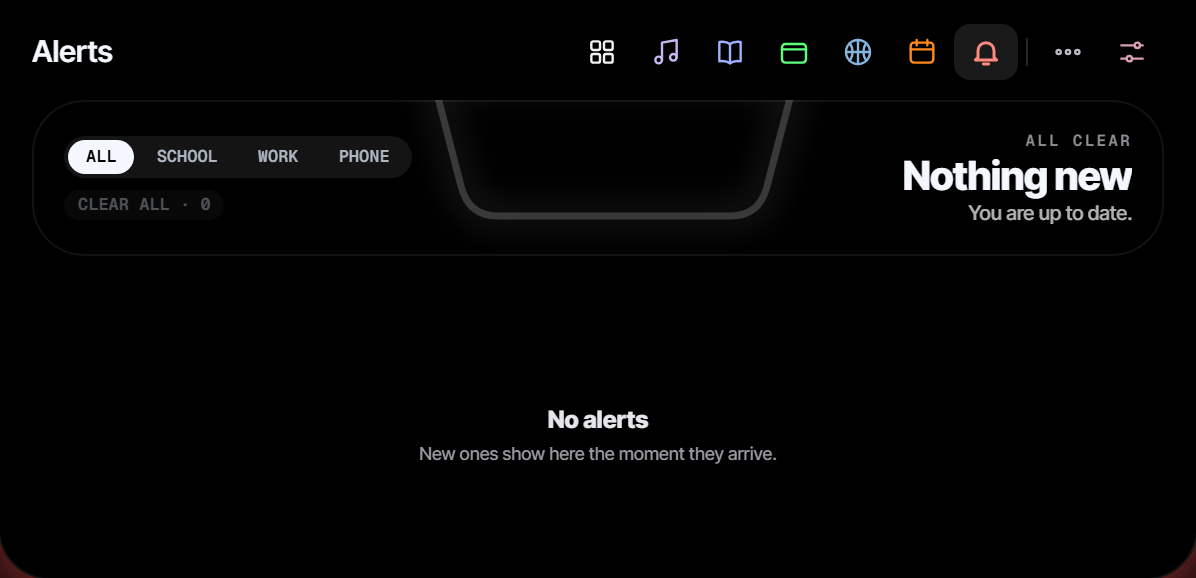 Alerts
ALL SCHOOL WORK PHONE
CLEAR ALL · 0
ALL CLEAR
Nothing new
You are up to date.
No alerts
New ones show here the moment they arrive.